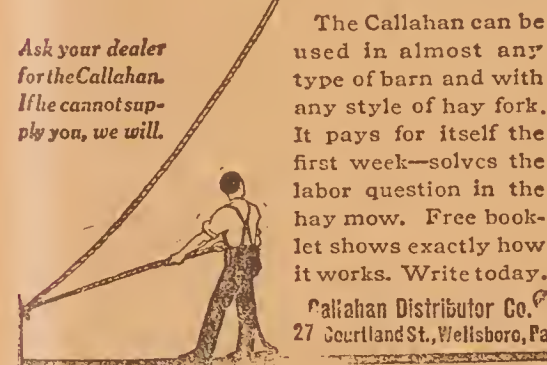 Ask your dealer
for the Callahan.
If he cannot sup-
ply you, we will.
The Callahan can be
used in almost any
type of barn and with
any style of hay fork.
It pays for itself the
first week—solves the
labor question in the
hay mow. Free book-
let shows exactly how
it works. Write today.
Callahan Distributor Co.
27 Courtland St., Wellsboro, Pa